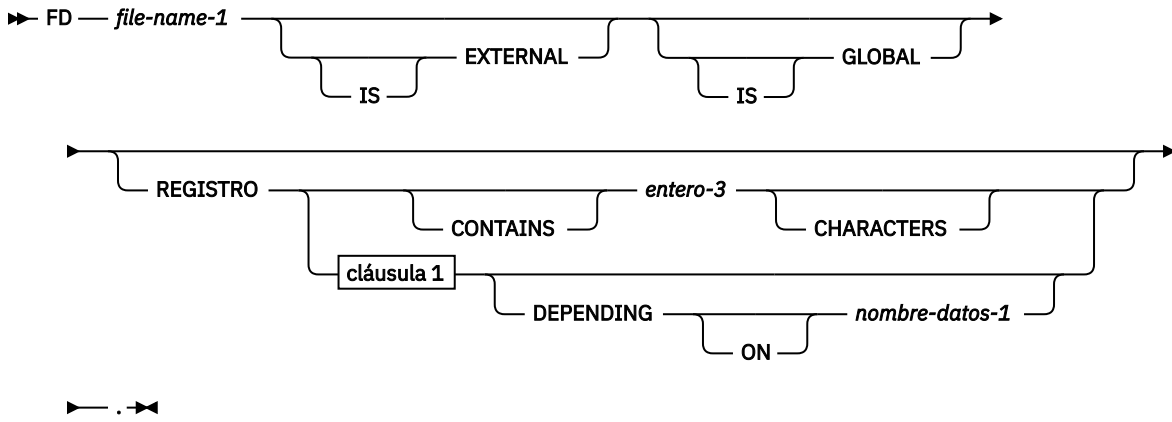 FD file-name-1
EXTERNAL GLOBAL
IS IS
REGISTRO entero-3
CONTAINS CHARACTERS
cláusula 1
DEPENDING nombre-datos-1
ON
.